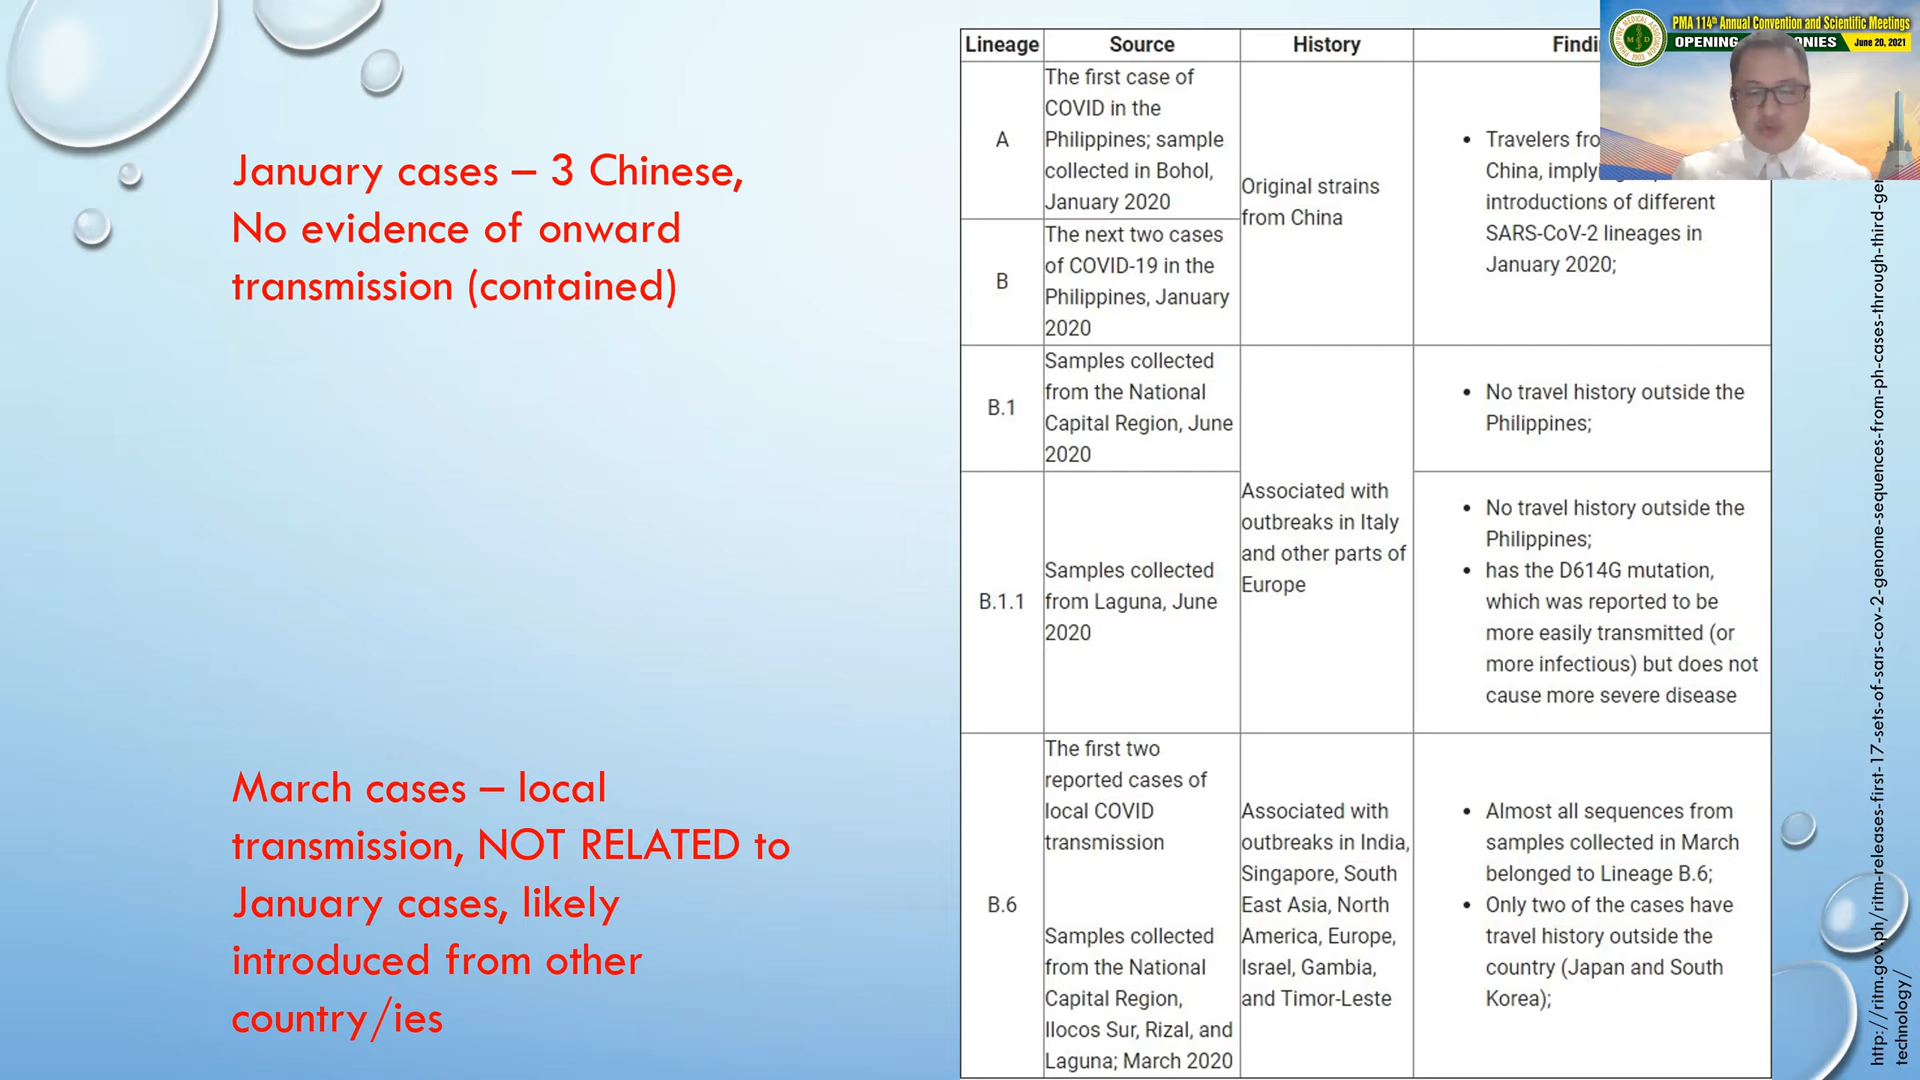 January cases – 3 Chinese,
No evidence of onward
transmission (contained)
March cases – local
transmission, NOT RELATED to
January cases, likely
introduced from other
country/ies
Lineage Source History
A
The first case of
COVID in the
Philippines; sample
collected in Bohol,
January 2020
Original strains
from China
• Travelers
China,
introductions of different
SARS-CoV-2 lineages in
January 2020;
B
The next two cases
of COVID-19 in the
Philippines, January
2020
B.1
Samples collected
from the National
Capital Region, June
2020
Associated with
outbreaks in Italy
and other parts of
Europe
• No travel history outside the
Philippines;
B.1.1
Samples collected
from Laguna, June
2020
• No travel history outside the
Philippines;
• has the D614G mutation,
which was reported to be
more easily transmitted (or
more infectious) but does not
cause more severe disease
B.6
The first two
reported cases of
local COVID
transmission
Samples collected
from the National
Capital Region,
Ilocos Sur, Rizal, and
Laguna; March 2020
Associated with
outbreaks in India,
Singapore, South
East Asia, North
America, Europe,
Israel, Gambia,
and Timor-Leste
• Almost all sequences from
samples collected in March
belonged to Lineage B.6;
• Only two of the cases have
travel history outside the
country (Japan and South
Korea);
PMA 114th Annual Convention and Scientific Meetings
OPENING
June 20, 2021
http://ritm.gov.ph/ritm-releases-first-17-sets-of-sars-cov-2-genome-sequences-from-ph-cases-through-third-ge
technology/